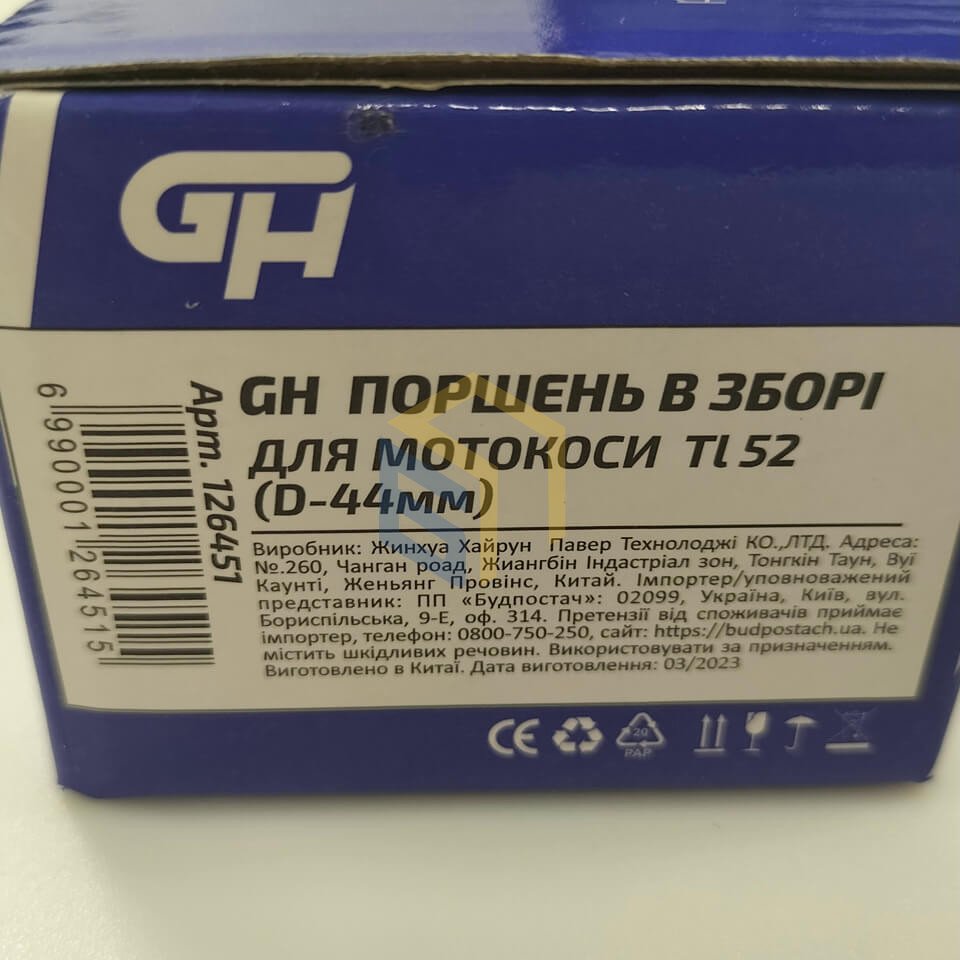 GH
GH ПОРШЕНЬ В ЗБОРІ
ДЛЯ МОТОКОСИ TL 52
(D-44мм)
Виробник: Жинхуа Хайрун Павер Технолоджі КО.,ЛТД. Адреса:
№.260, Чанган роад, Жиангбін Індастріал зон, Тонгкін Таун, Вуї
Каунті, Женьянг Провінс, Китай. Імпортер/уповноважений
представник: ПП «Будпостач»: 02099, Україна, Київ, вул.
Бориспільська, 9-Е, оф. 314. Претензії від споживачів приймає
імпортер, телефон: 0800-750-250, сайт: https://budpostach.ua. Не
містить шкідливих речовин. Використовувати за призначенням.
Виготовлено в Китаї. Дата виготовлення: 03/2023
Арт. 126451
6 990001 264515
CE
20
PAP